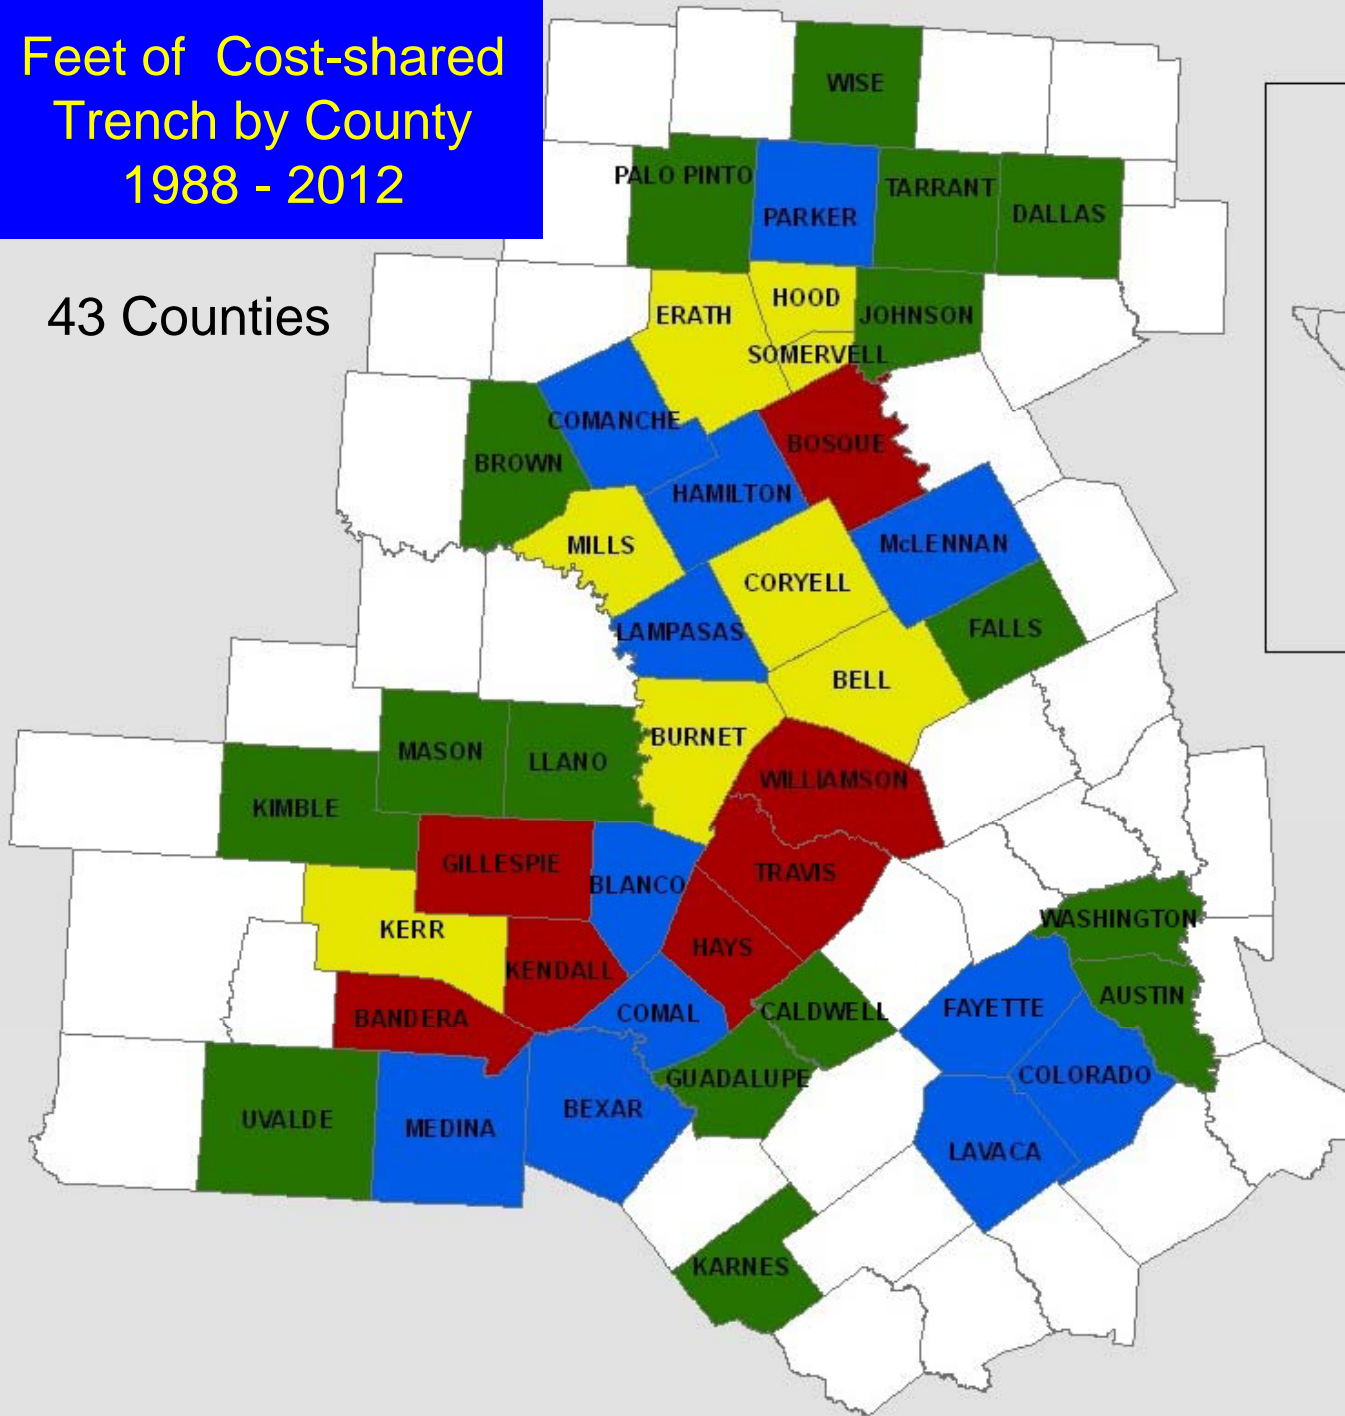 Feet of Cost-shared
Trench by County
1988 - 2012
43 Counties
WISE
PALO PINTO
PARKER
TARRANT
DALLAS
ERATH
HOOD
JOHNSON
SOMERVELL
COMANCHE
BOSQUE
BROWN
HAMILTON
MILLS
McLENNAN
CORYELL
LAMPASAS
FALLS
BELL
BURNET
MASON
LLANO
WILLIAMSON
KIMBLE
GILLESPIE
BLANCO
TRAVIS
KERR
WASHINGTON
HAYS
KENDALL
BANDERA
COMAL
CALDWELL
FAYETTE
AUSTIN
GUADALUPE
COLORADO
UVALDE
MEDINA
BEXAR
LAVACA
KARNES